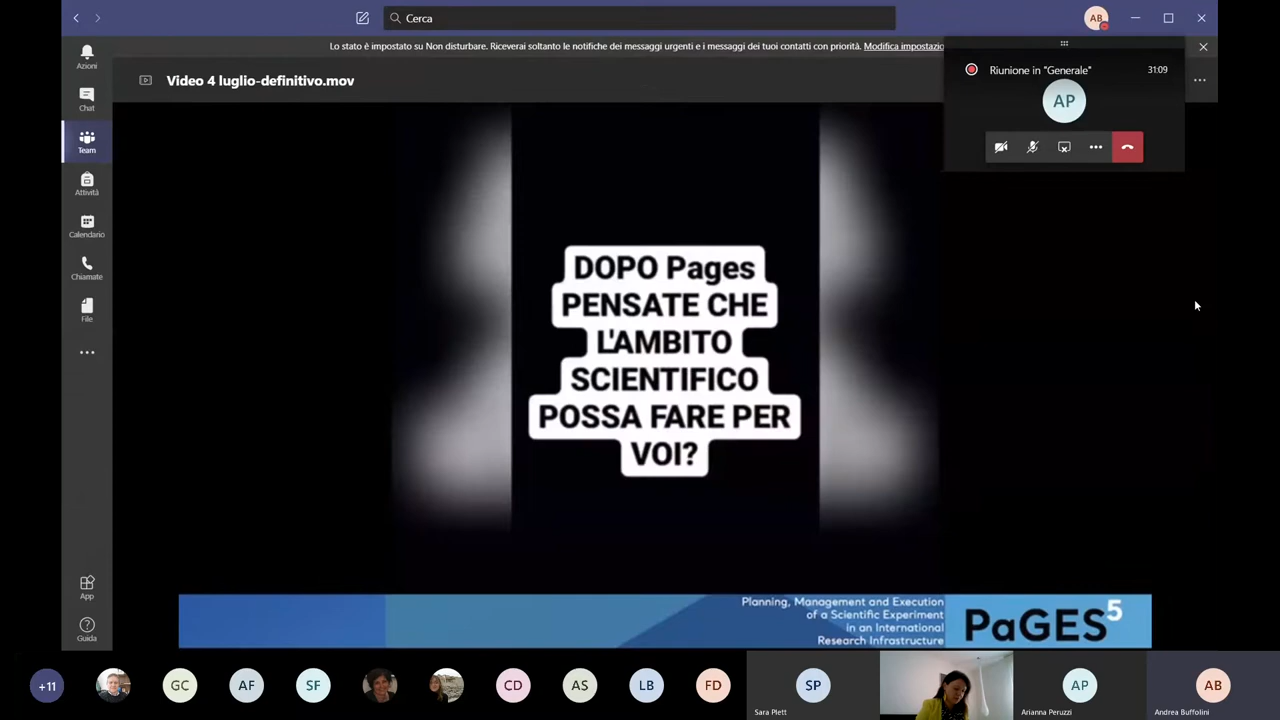 Cerca
AB
Lo stato è impostato su Non disturbare. Riceverai soltanto le notifiche dei messaggi urgenti e i messaggi dei tuoi contatti con priorità. Modifica impostazio
Azioni
Chat
Team
Attività
Calendario
Chiamate
File
App
Guida
Video 4 luglio-definitivo.mov
Riunione in "Generale"
31:09
AP
DOPO Pages
PENSATE CHE
L'AMBITO
SCIENTIFICO
POSSA FARE PER
VOI?
Planning, Management and Execution
of a Scientific Experiment
in an International
Research Infrastructure
PaGES5
+11
GC
AF
SF
CD
AS
LB
FD
SP
Sara Plett
AP
Arianna Peruzzi
AB
Andrea Buffolini